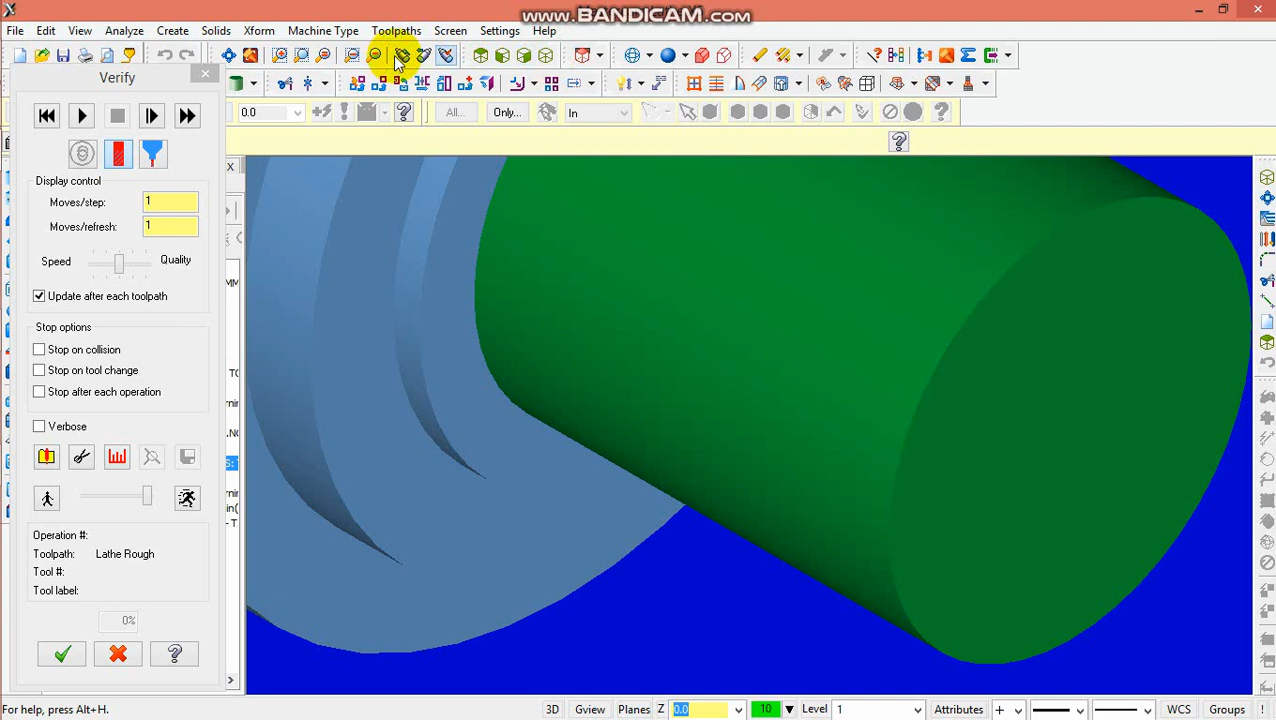 www.BANDICAM.com
File Edit View Analyze Create Solids Xform Machine Type Toolpaths Screen Settings Help
Verify
0.0
All...
Only...
In
X
Display control
Moves/step: 1
Moves/refresh: 1
Speed Quality
Update after each toolpath
Stop options
Stop on collision
Stop on tool change
Stop after each operation
Verbose
Operation #:
Toolpath: Lathe Rough
Tool #:
Tool label:
0%
For help, press Alt+H.
3D Gview Planes Z 0.0 10 Level 1 Attributes WCS Groups